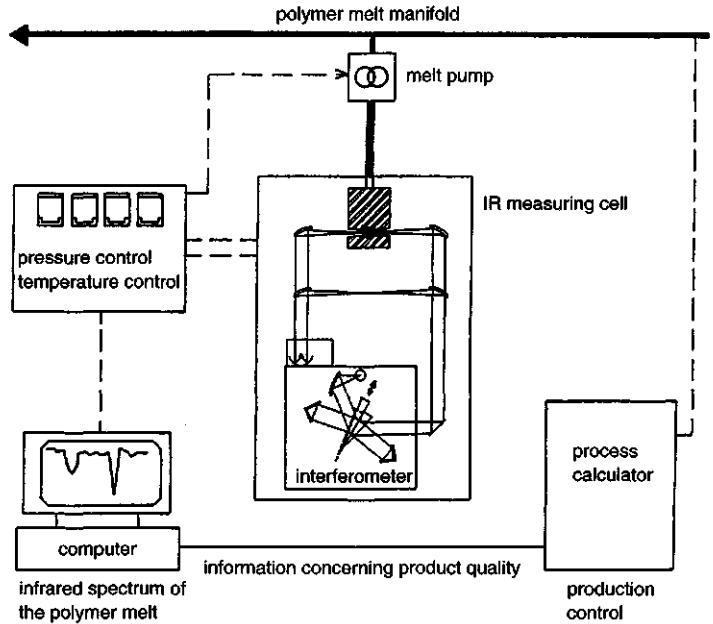 polymer melt manifold
melt pump
IR measuring cell
pressure control
temperature control
interferometer
process
calculator
computer
information concerning product quality
infrared spectrum of
the polymer melt
production
control